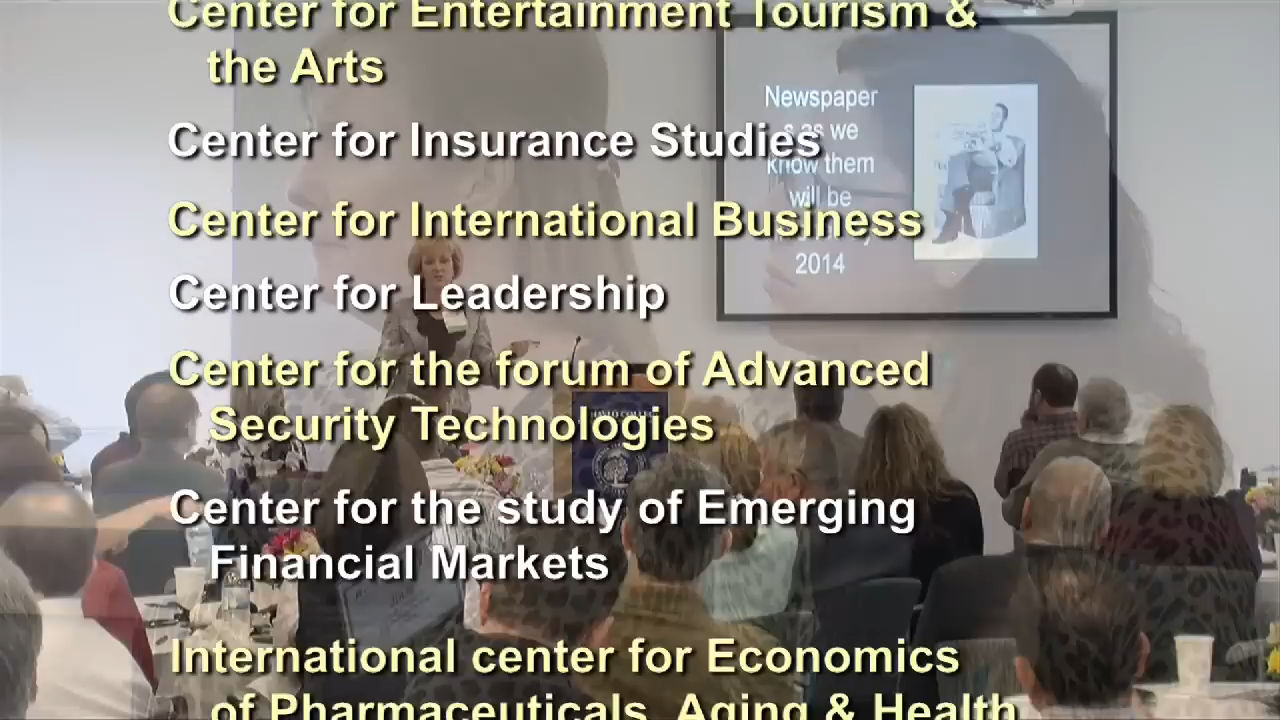 Center for Entertainment Tourism &
the Arts
Center for Insurance Studies
Center for International Business
Center for Leadership
Center for the forum of Advanced
Security Technologies
Center for the study of Emerging
Financial Markets
International center for Economics
of Pharmaceuticals, Aging & Health
Newspaper
s as we
know them
will be
2014